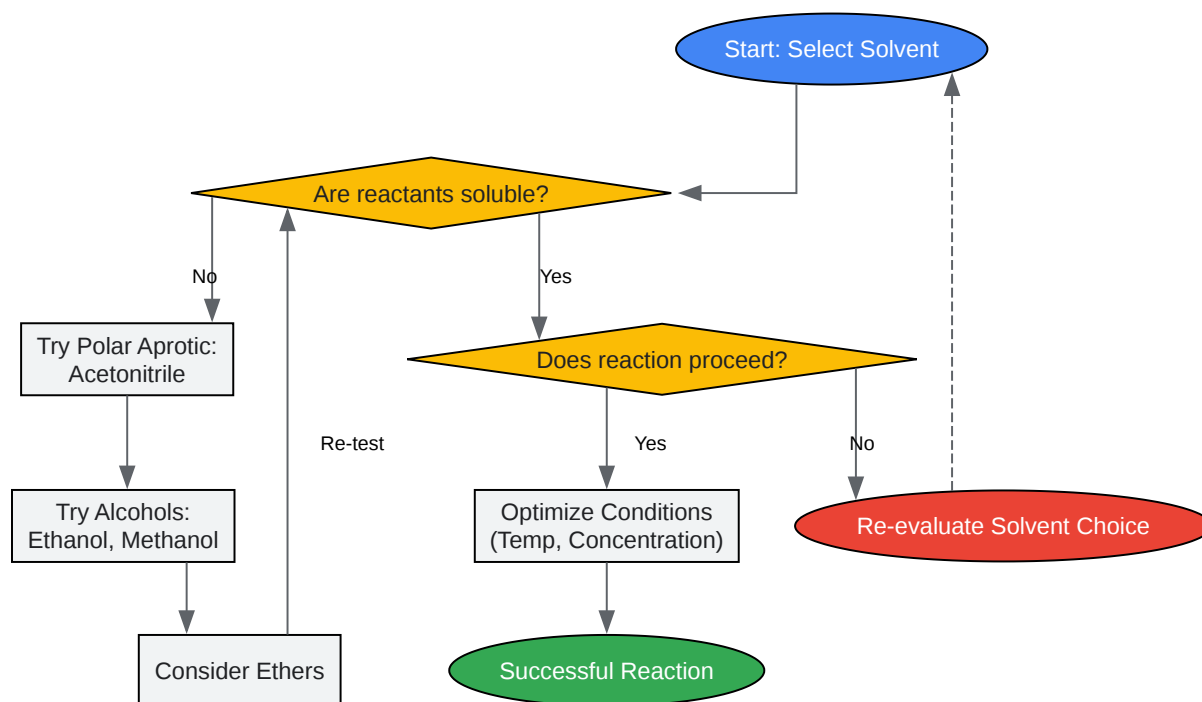 Start: Select Solvent
Are reactants soluble?
No
Yes
Try Polar Aprotic:
Acetonitrile
Does reaction proceed?
Re-test
Yes
No
Try Alcohols:
Ethanol, Methanol
Optimize Conditions
(Temp, Concentration)
Re-evaluate Solvent Choice
Consider Ethers
Successful Reaction